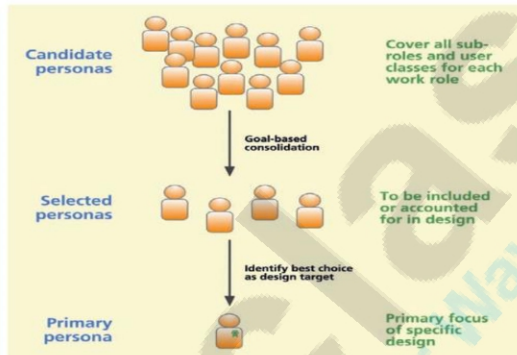 Candidate
personas
Cover all sub-
roles and user
classes for each
work role
Goal-based
consolidation
Selected
personas
To be included
or accounted
for in design
Identify best choice
as design target
Primary
persona
Primary focus
of specific
design